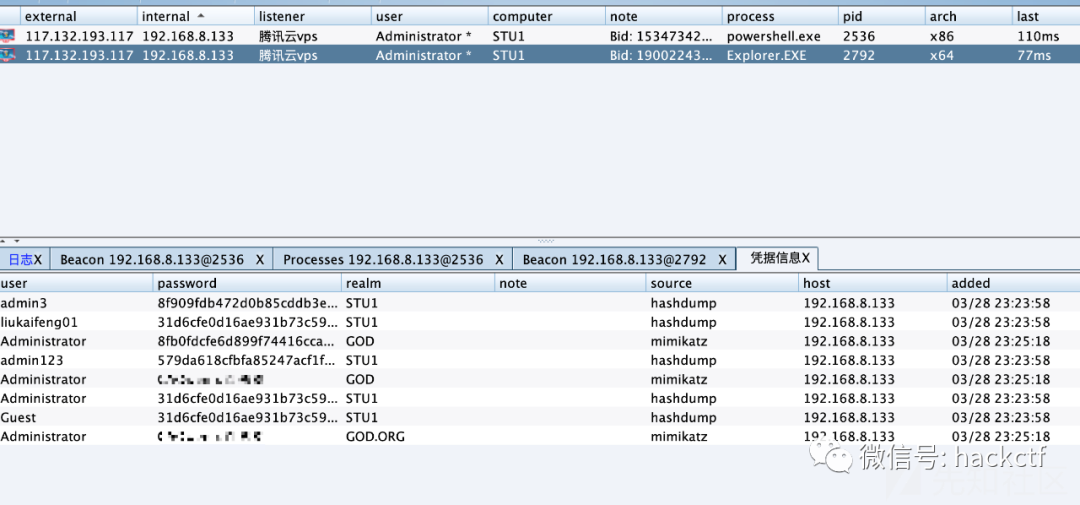 external internal listener user computer note process pid arch last
117.132.193.117 192.168.8.133 腾讯云vps Administrator * STU1 Bid: 15347342... powershell.exe 2536 x86 110ms
117.132.193.117 192.168.8.133 腾讯云vps Administrator * STU1 Bid: 19002243... Explorer.EXE 2792 x64 77ms
日志X Beacon 192.168.8.133@2536 X Processes 192.168.8.133@2536 X Beacon 192.168.8.133@2792 X 凭据信息X
user password realm note source host added
admin3 8f909fdb472d0b85cddb3e... STU1 hashdump 192.168.8.133 03/28 23:23:58
liukaifeng01 31d6cfe0d16ae931b73c59... STU1 hashdump 192.168.8.133 03/28 23:23:58
Administrator 8fb0fdcfe6d899f74416cca... GOD mimikatz 192.168.8.133 03/28 23:25:18
admin123 579da618cfbfa85247acf1f... STU1 hashdump 192.168.8.133 03/28 23:23:58
Administrator GOD mimikatz 192.168.8.133 03/28 23:25:18
Administrator 31d6cfe0d16ae931b73c59... STU1 hashdump 192.168.8.133 03/28 23:23:58
Guest 31d6cfe0d16ae931b73c59... STU1 hashdump 192.168.8.133 03/28 23:23:58
Administrator GOD.ORG mimikatz 192.168.8.133 03/28 23:25:18
微信号: hackctf
先知社区